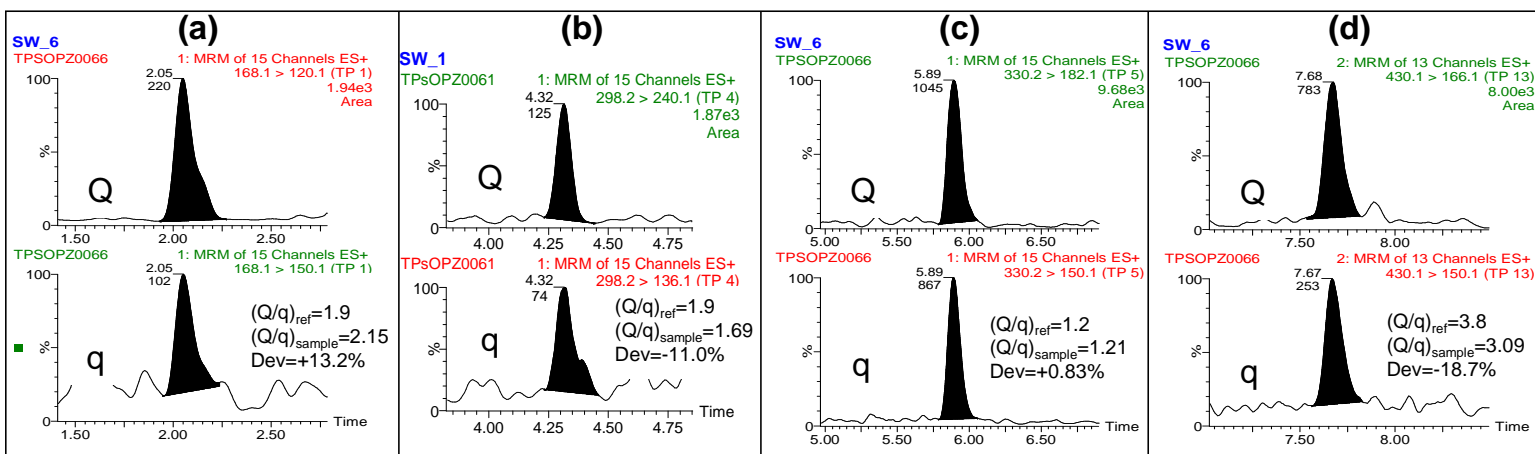 (a)
SW_6
TPSOPZ0066
1: MRM of 15 Channels ES+
168.1 > 120.1 (TP 1)
1.94e3
Area
2.05
220
100
%
0
Q
1.50 2.00 2.50
TPSOPZ0066
1: MRM of 15 Channels ES+
168.1 > 150.1 (TP 1)
2.05
102
100
%
0
q
(Q/q)ref=1.9
(Q/q)sample=2.15
Dev=+13.2%
Time
1.50 2.00 2.50
(b)
SW_1
TPsOPZ0061
1: MRM of 15 Channels ES+
298.2 > 240.1 (TP 4)
1.87e3
Area
4.32
125
100
%
0
Q
4.00 4.25 4.50 4.75
TPsOPZ0061
1: MRM of 15 Channels ES+
298.2 > 136.1 (TP 4)
4.32
74
100
%
0
q
(Q/q)ref=1.9
(Q/q)sample=1.69
Dev=-11.0%
Time
4.00 4.25 4.50 4.75
(c)
SW_6
TPSOPZ0066
1: MRM of 15 Channels ES+
330.2 > 182.1 (TP 5)
9.68e3
Area
5.89
1045
100
%
0
Q
5.00 5.50 6.00 6.50
TPSOPZ0066
1: MRM of 15 Channels ES+
330.2 > 150.1 (TP 5)
5.89
867
100
%
0
q
(Q/q)ref=1.2
(Q/q)sample=1.21
Dev=+0.83%
Time
5.00 5.50 6.00 6.50
(d)
SW_6
TPSOPZ0066
2: MRM of 13 Channels ES+
430.1 > 166.1 (TP 13)
8.00e3
Area
7.68
783
100
%
0
Q
7.50 8.00
TPSOPZ0066
2: MRM of 13 Channels ES+
430.1 > 150.1 (TP 13)
7.67
253
100
%
0
q
(Q/q)ref=3.8
(Q/q)sample=3.09
Dev=-18.7%
Time
7.50 8.00